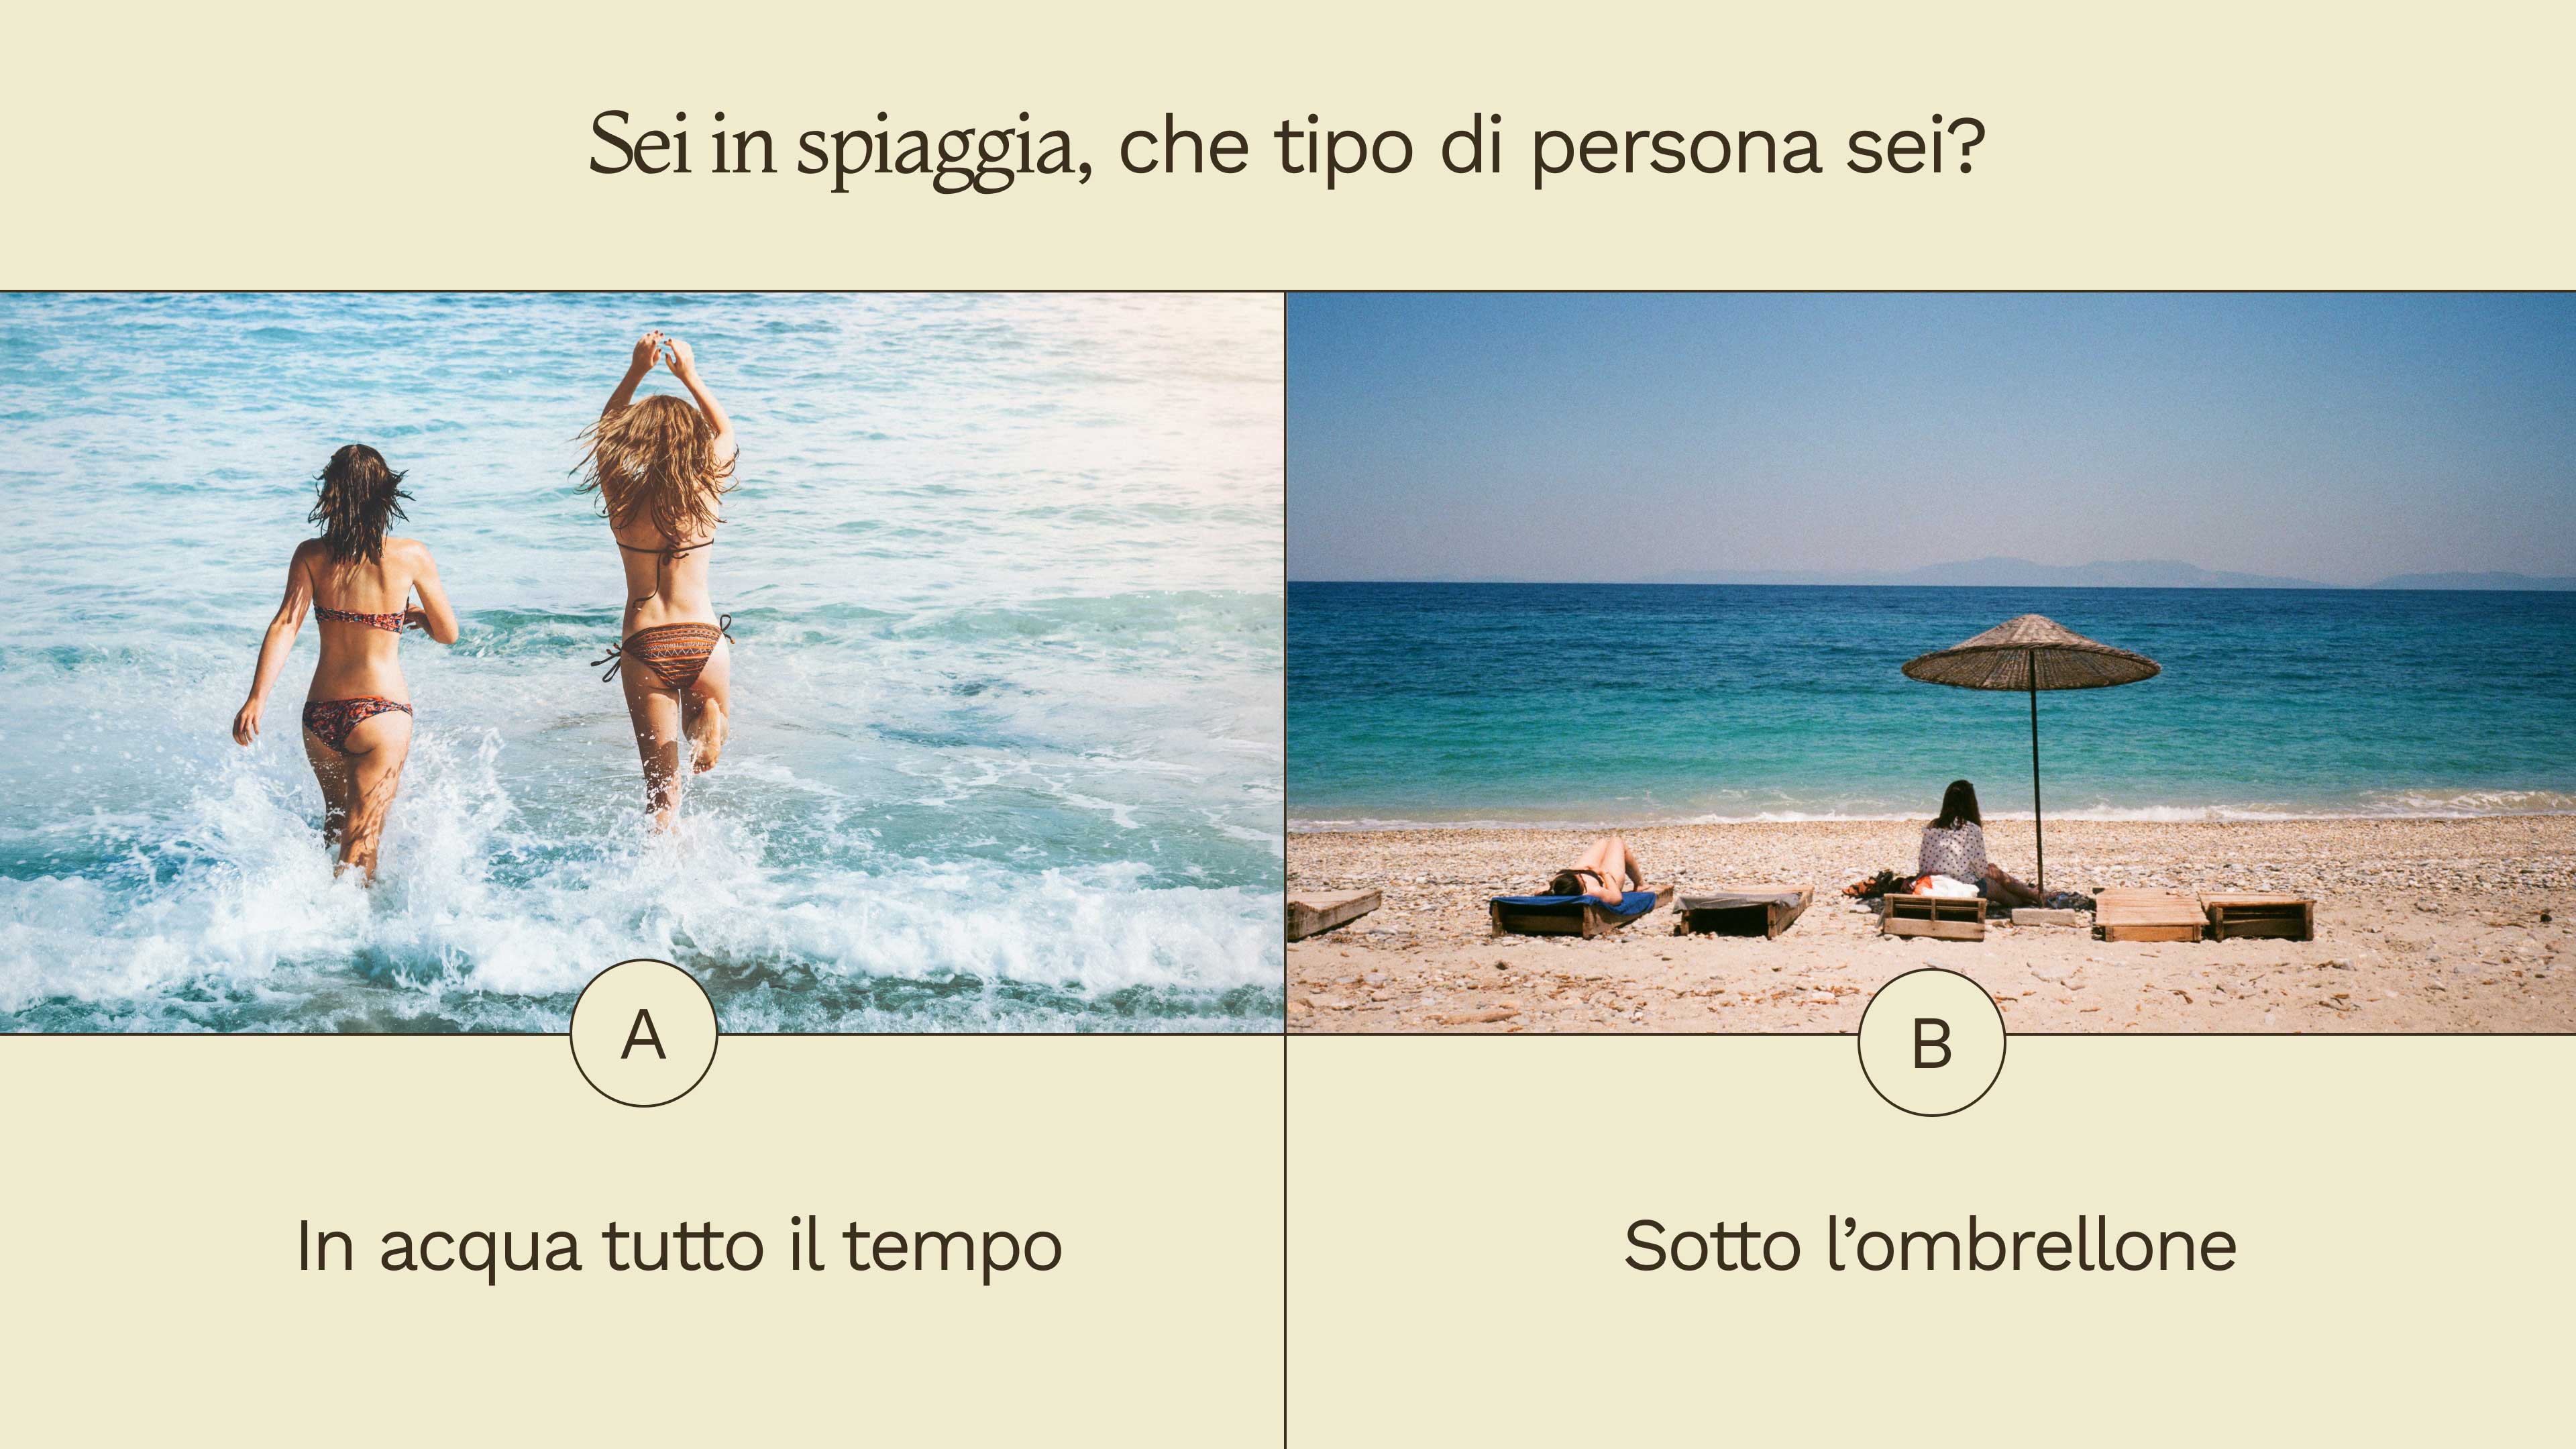 Sei in spiaggia, che tipo di persona sei?
A
B
In acqua tutto il tempo
Sotto l’ombrellone